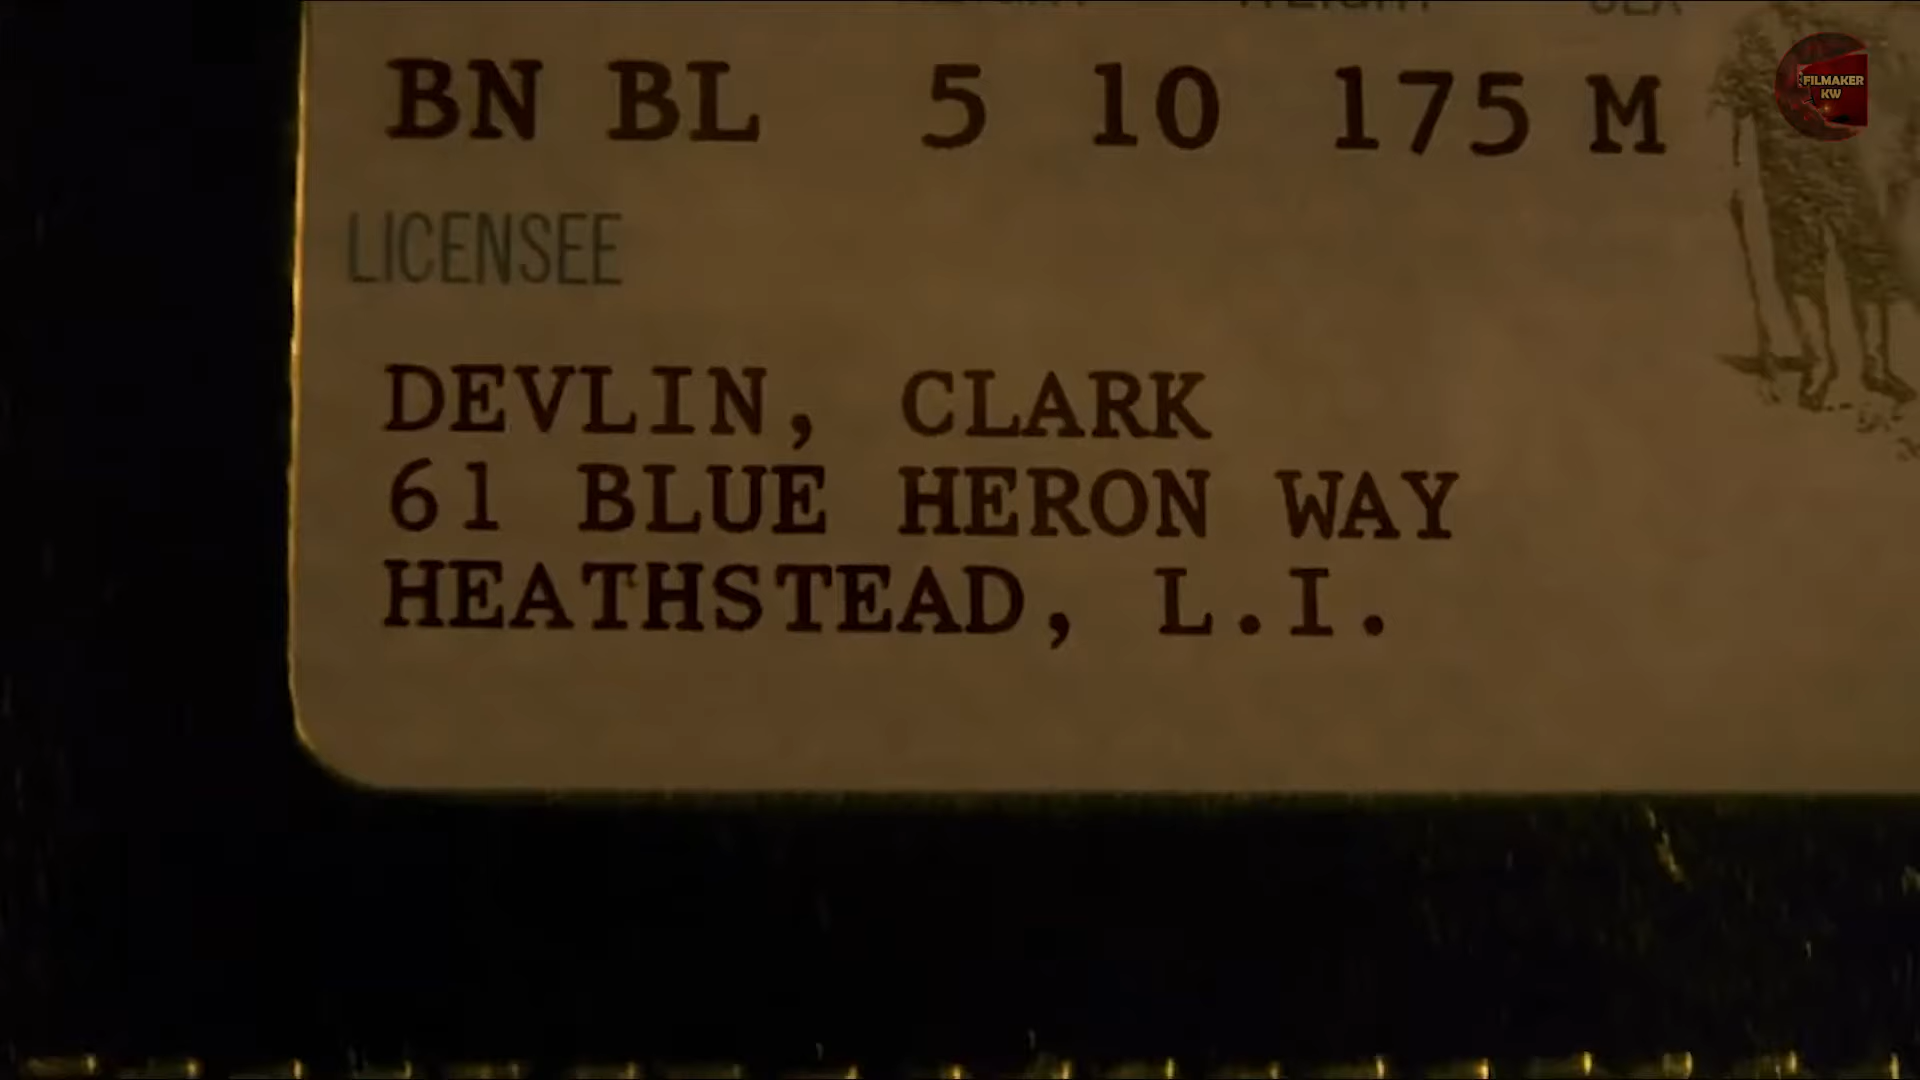 BN BL 5 10 175 M
FILMAKER
KW
LICENSEE
DEVLIN, CLARK
61 BLUE HERON WAY
HEATHSTEAD, L.I.